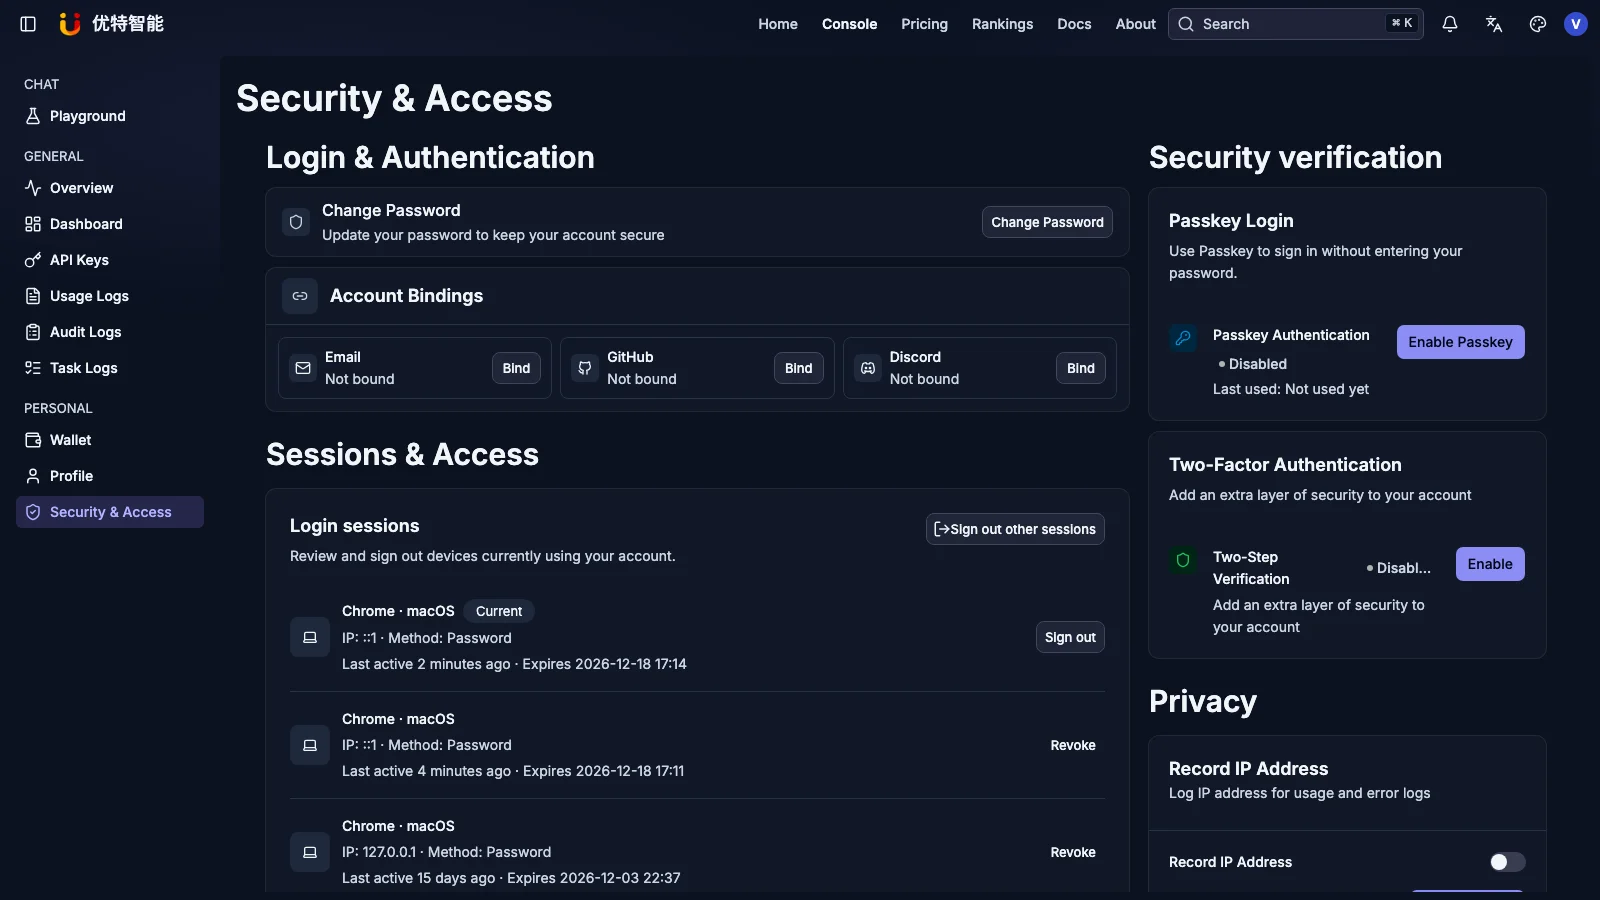 优特智能
Home
Console
Pricing
Rankings
Docs
About
Search
⌘ K
V
CHAT
Playground
GENERAL
Overview
Dashboard
API Keys
Usage Logs
Audit Logs
Task Logs
PERSONAL
Wallet
Profile
Security & Access
Security & Access
Login & Authentication
Change Password
Update your password to keep your account secure
Change Password
Account Bindings
Email
Not bound
Bind
GitHub
Not bound
Bind
Discord
Not bound
Bind
Sessions & Access
Login sessions
Review and sign out devices currently using your account.
Sign out other sessions
Chrome · macOS
Current
IP: ::1 · Method: Password
Last active 2 minutes ago · Expires 2026-12-18 17:14
Sign out
Chrome · macOS
IP: ::1 · Method: Password
Last active 4 minutes ago · Expires 2026-12-18 17:11
Revoke
Chrome · macOS
IP: 127.0.0.1 · Method: Password
Last active 15 days ago · Expires 2026-12-03 22:37
Revoke
Security verification
Passkey Login
Use Passkey to sign in without entering your
password.
Passkey Authentication
• Disabled
Last used: Not used yet
Enable Passkey
Two-Factor Authentication
Add an extra layer of security to your account
Two-Step
Verification
• Disabl...
Add an extra layer of security to
your account
Enable
Privacy
Record IP Address
Log IP address for usage and error logs
Record IP Address